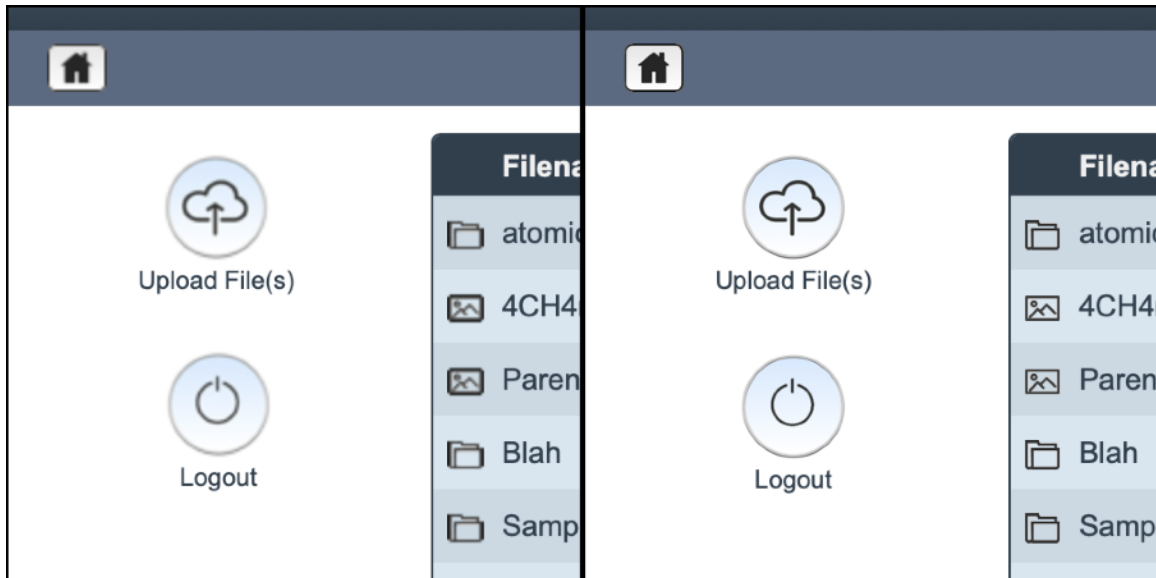 Filena
Upload File(s)
atomic
4CH4
Paren
Logout
Blah
Samp
Filena
Upload File(s)
atomic
4CH4
Paren
Logout
Blah
Samp